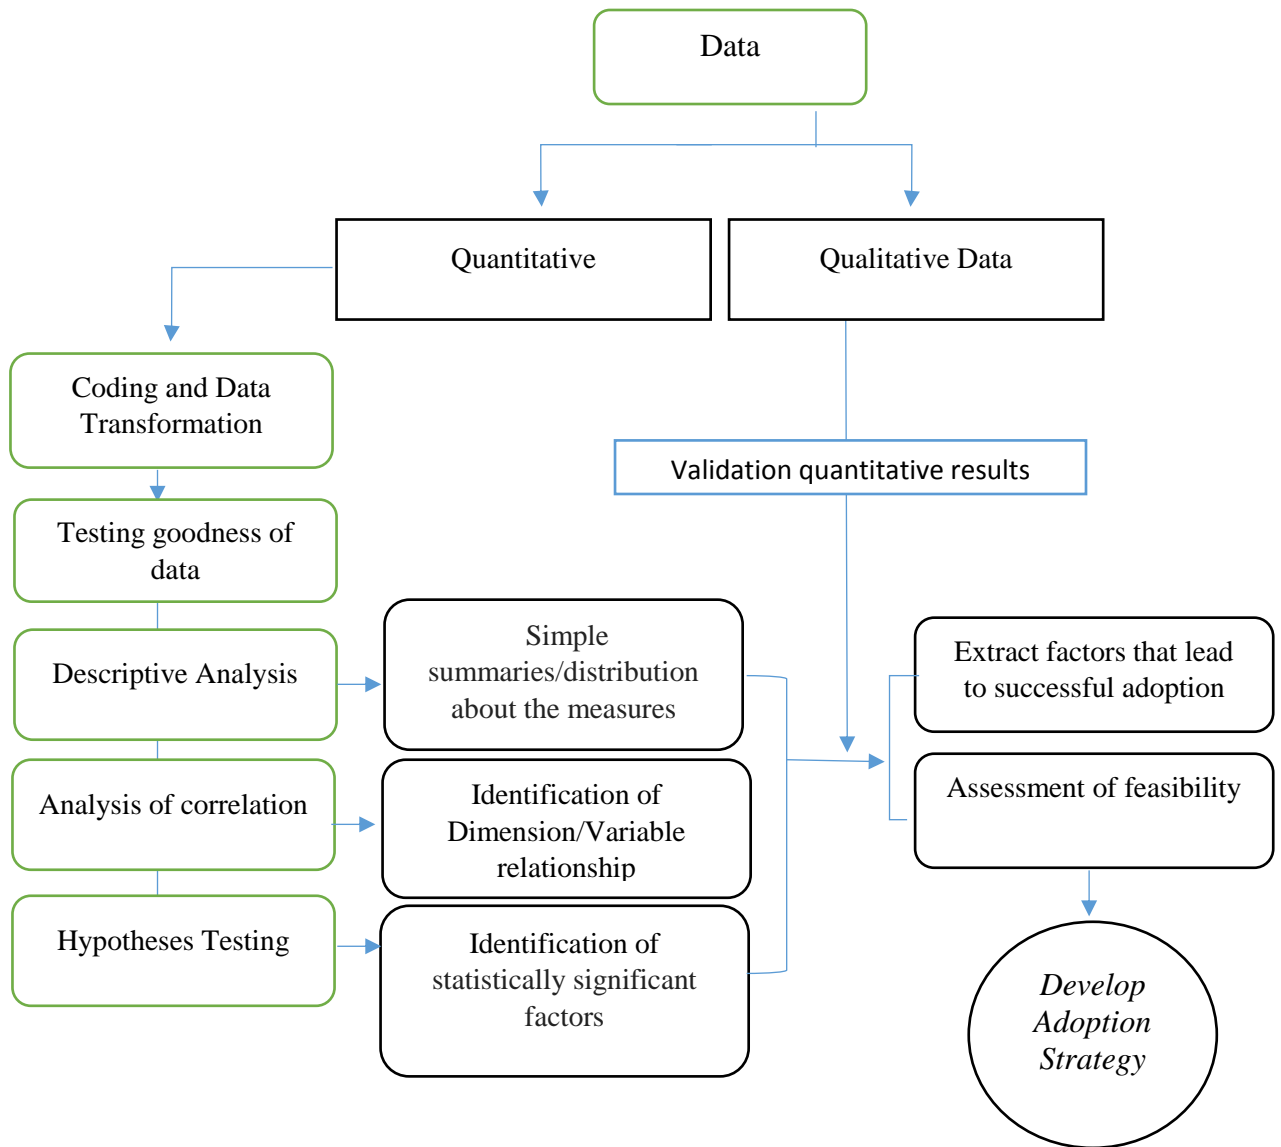 Data
Quantitative
Qualitative Data
Coding and Data
Transformation
Validation quantitative results
Testing goodness of
data
Descriptive Analysis
Simple
summaries/distribution
about the measures
Extract factors that lead
to successful adoption
Analysis of correlation
Identification of
Dimension/Variable
relationship
Assessment of feasibility
Hypotheses Testing
Identification of
statistically significant
factors
Develop
Adoption
Strategy